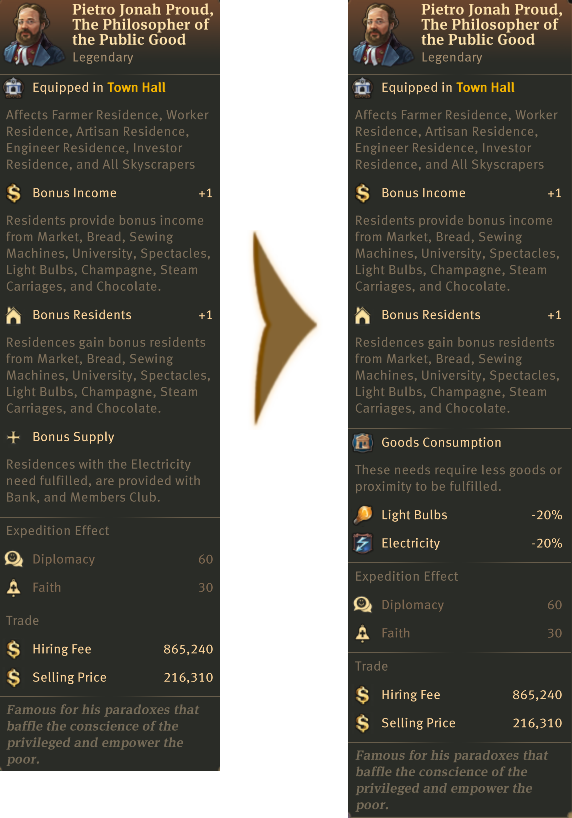 Pietro Jonah Proud,
The Philosopher of
the Public Good
Legendary
Equipped in Town Hall
Affects Farmer Residence, Worker
Residence, Artisan Residence,
Engineer Residence, Investor
Residence, and All Skyscrapers
Bonus Income +1
Residents provide bonus income
from Market, Bread, Sewing
Machines, University, Spectacles,
Light Bulbs, Champagne, Steam
Carriages, and Chocolate.
Bonus Residents +1
Residences gain bonus residents
from Market, Bread, Sewing
Machines, University, Spectacles,
Light Bulbs, Champagne, Steam
Carriages, and Chocolate.
Bonus Supply
Residences with the Electricity
need fulfilled, are provided with
Bank, and Members Club.
Expedition Effect
Diplomacy 60
Faith 30
Trade
Hiring Fee 865,240
Selling Price 216,310
Famous for his paradoxes that
baffle the conscience of the
privileged and empower the
poor.
Pietro Jonah Proud,
The Philosopher of
the Public Good
Legendary
Equipped in Town Hall
Affects Farmer Residence, Worker
Residence, Artisan Residence,
Engineer Residence, Investor
Residence, and All Skyscrapers
Bonus Income +1
Residents provide bonus income
from Market, Bread, Sewing
Machines, University, Spectacles,
Light Bulbs, Champagne, Steam
Carriages, and Chocolate.
Bonus Residents +1
Residences gain bonus residents
from Market, Bread, Sewing
Machines, University, Spectacles,
Light Bulbs, Champagne, Steam
Carriages, and Chocolate.
Goods Consumption
These needs require less goods or
proximity to be fulfilled.
Light Bulbs -20%
Electricity -20%
Expedition Effect
Diplomacy 60
Faith 30
Trade
Hiring Fee 865,240
Selling Price 216,310
Famous for his paradoxes that
baffle the conscience of the
privileged and empower the
poor.